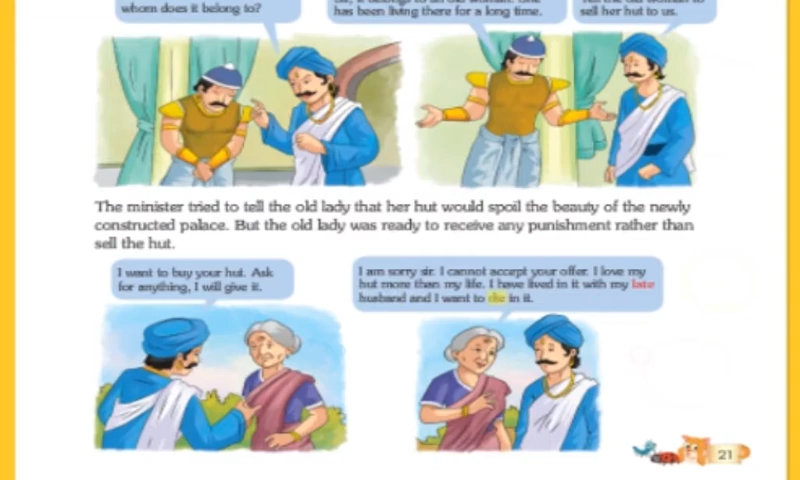 whom does it belong to?
has been living there for a long time.
sell her hut to us.
The minister tried to tell the old lady that her hut would spoil the beauty of the newly
constructed palace. But the old lady was ready to receive any punishment rather than
sell the hut.
I want to buy your hut. Ask
for anything, I will give it.
I am sorry sir. I cannot accept your offer. I love my
hut more than my life. I have lived in it with my late
husband and I want to die in it.
21